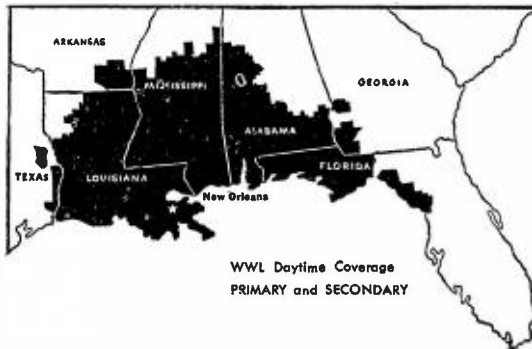 ARKANSAS
MISSISSIPPI
GEORGIA
ALABAMA
TEXAS
LOUISIANA
FLORIDA
New Orleans
WWL Daytime Coverage
PRIMARY and SECONDARY